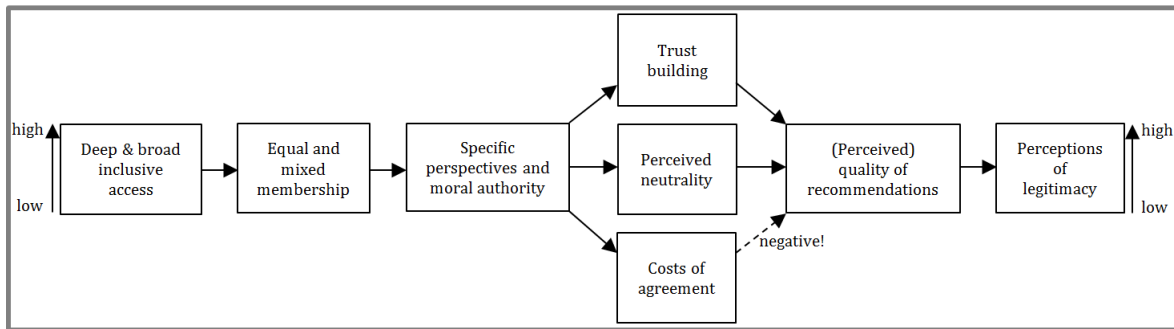 high
low
Deep & broad
inclusive
access
Equal and
mixed
membership
Specific
perspectives and
moral authority
Trust
building
Perceived
neutrality
Costs of
agreement
negative!
(Perceived)
quality of
recommendations
Perceptions
of
legitimacy
high
low